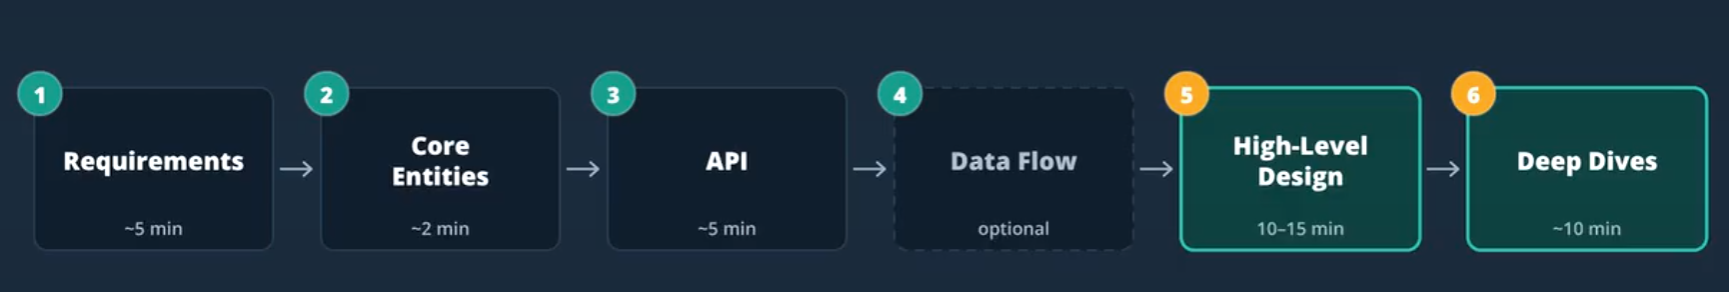 1
Requirements
~5 min
2
Core
Entities
~2 min
3
API
~5 min
4
Data Flow
optional
5
High-Level
Design
10–15 min
6
Deep Dives
~10 min